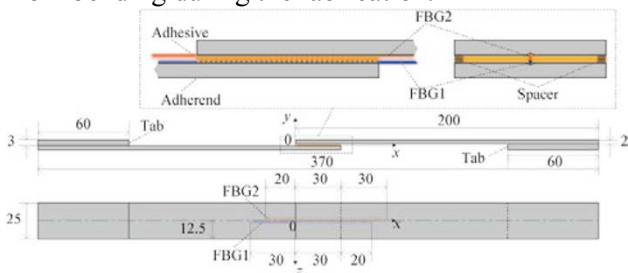 FBG2
Adhesive
Adherend
FBG1
Spacer
60
Tab
y
0
200
3
2
x
Tab
370
60
20 30 30
FBG2
25
12.5
0
x
FBG1
30 30 20